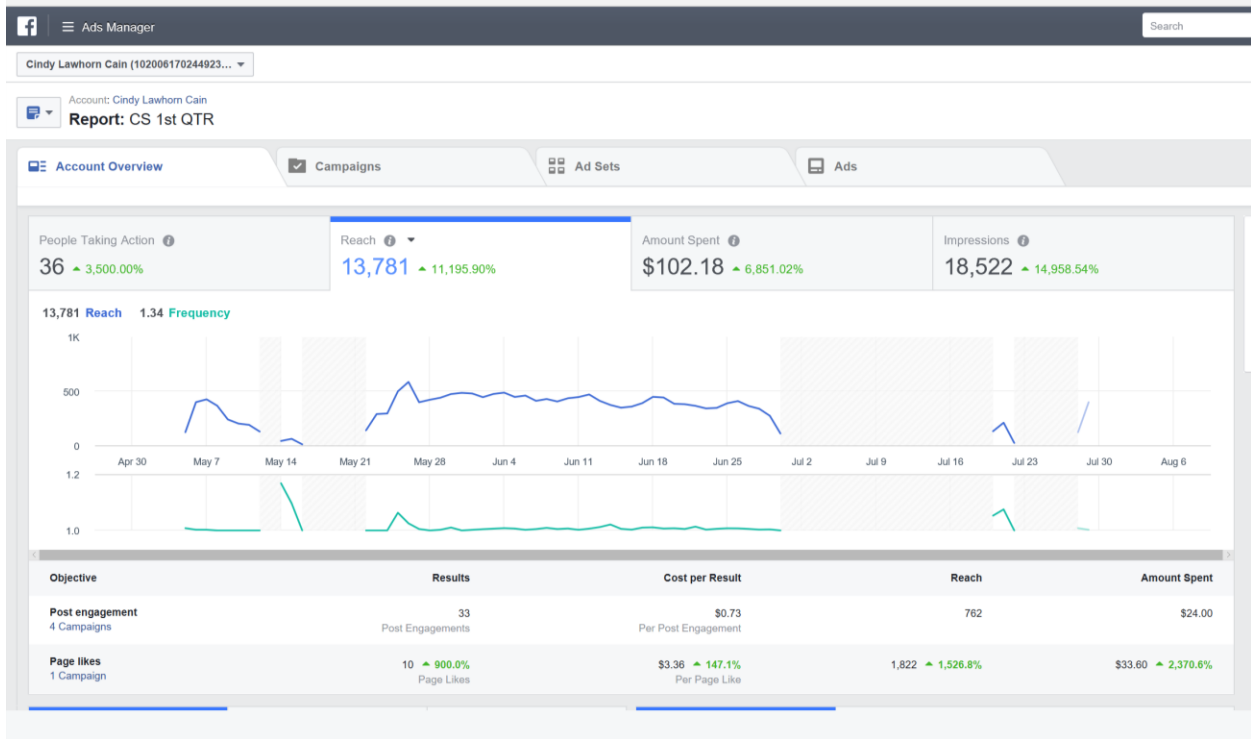 f Ads Manager Search
Cindy Lawhorn Cain (102006170244923...
Account: Cindy Lawhorn Cain
Report: CS 1st QTR
Account Overview Campaigns Ad Sets Ads
People Taking Action Reach Amount Spent Impressions
36 3,500.00% 13,781 11,195.90% $102.18 6,851.02% 18,522 14,958.54%
13,781 Reach 1.34 Frequency
1K
500
0
Apr 30 May 7 May 14 May 21 May 28 Jun 4 Jun 11 Jun 18 Jun 25 Jul 2 Jul 9 Jul 16 Jul 23 Jul 30 Aug 6
1.2
1.0
Objective Results Cost per Result Reach Amount Spent
Post engagement 33 $0.73 762 $24.00
4 Campaigns Post Engagements Per Post Engagement
Page likes 10 900.0% $3.36 147.1% 1,822 1,526.8% $33.60 2,370.6%
1 Campaign Page Likes Per Page Like